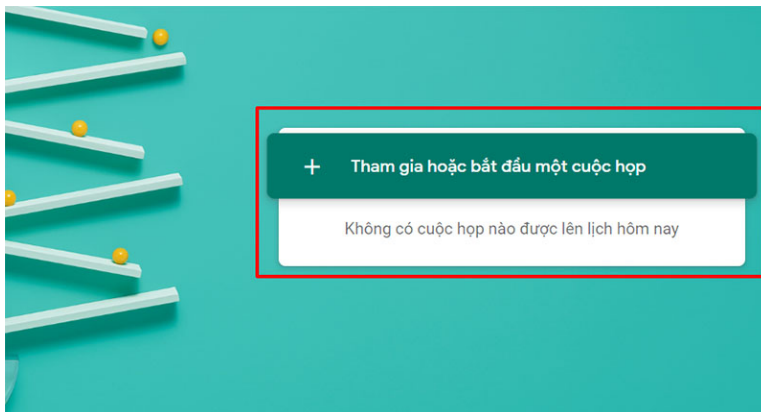 + Tham gia hoặc bắt đầu một cuộc họp
Không có cuộc họp nào được lên lịch hôm nay